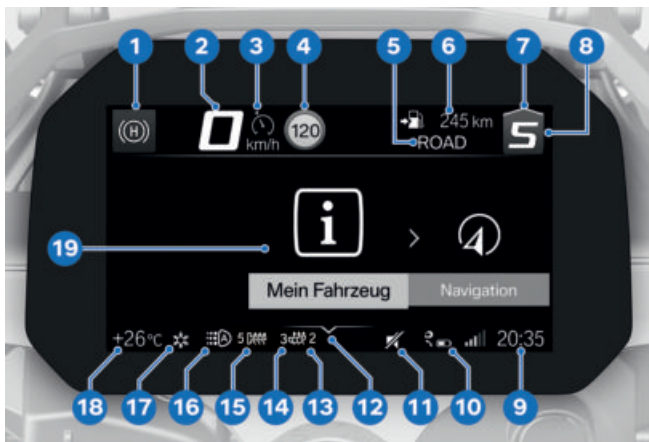 1 2 3 4 5 6 7 8
(H) 0 km/h 120 245 km S
ROAD
19
i >
Mein Fahrzeug Navigation
+26°C A 5 3 2 20:35
18 17 16 15 14 13 12 11 10 9